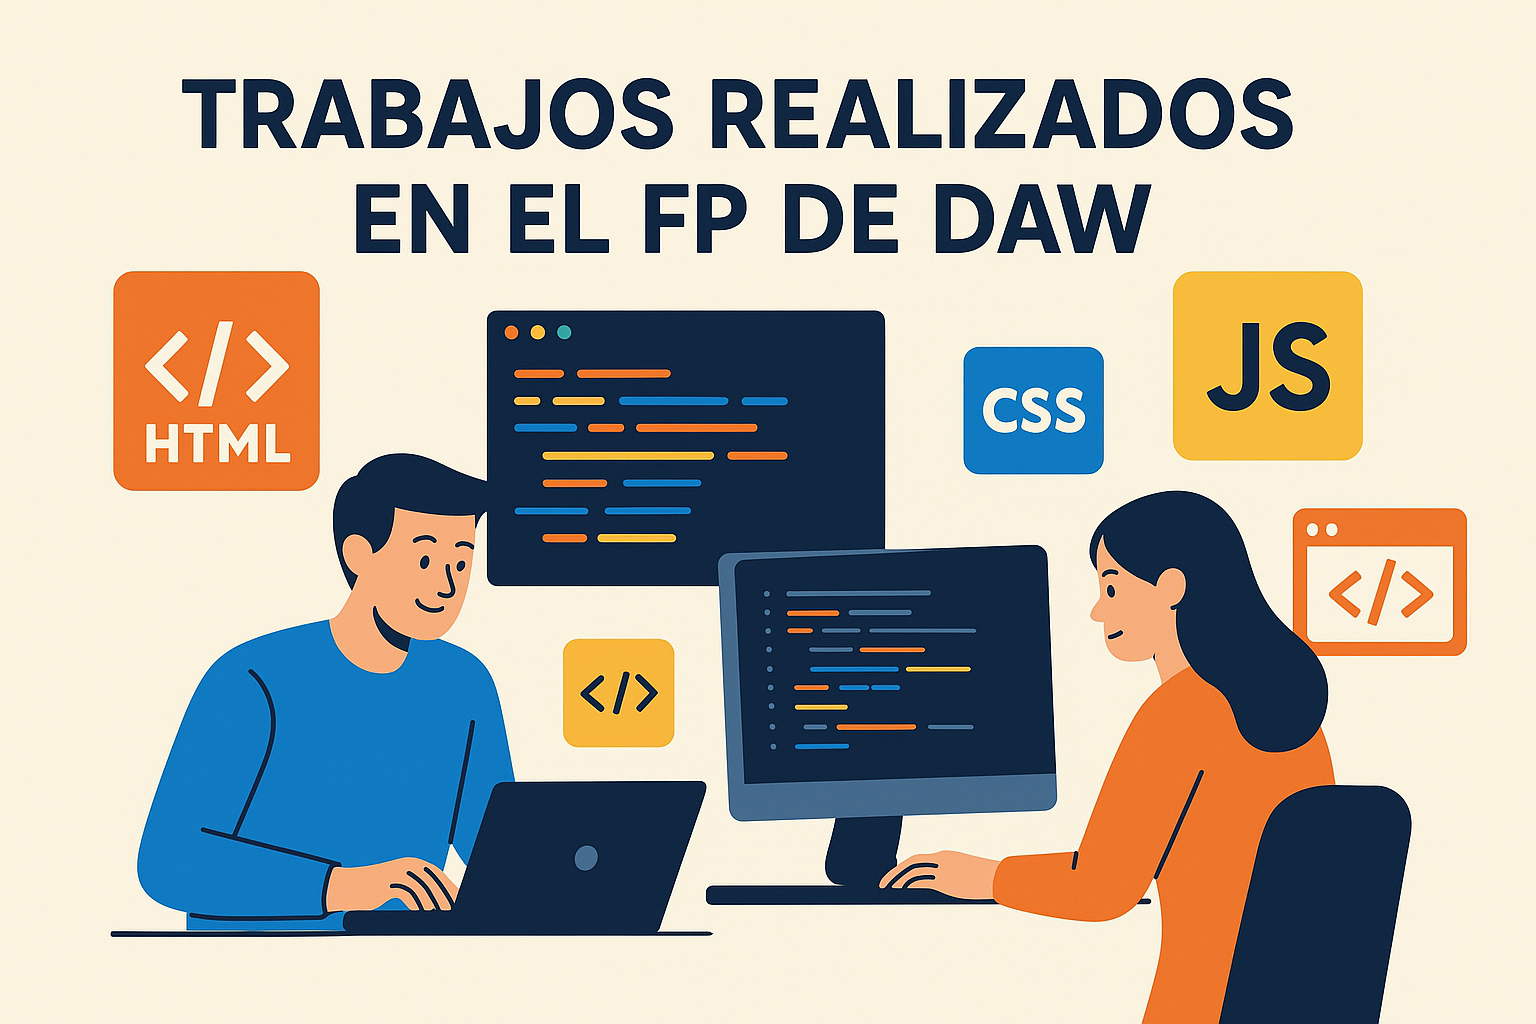 TRABAJOS REALIZADOS
EN EL FP DE DAW
</>
HTML
CSS
JS
</>
</>